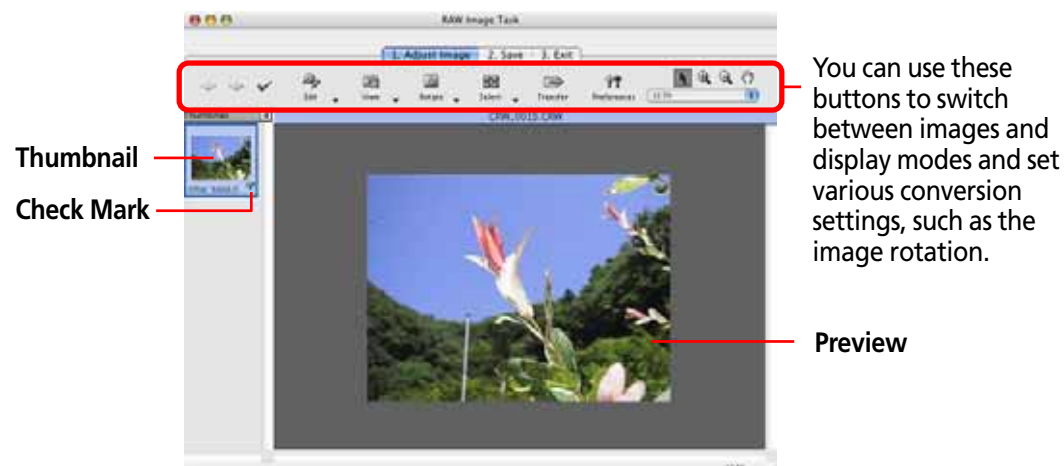 RAW Image Task
1. Adjust Image 2. Save 3. Exit
Edit View Rotate Select Transfer Preferences
Thumbnail
CRW_0015.CRW
Thumbnail
Check Mark
You can use these
buttons to switch
between images and
display modes and set
various conversion
settings, such as the
image rotation.
Preview